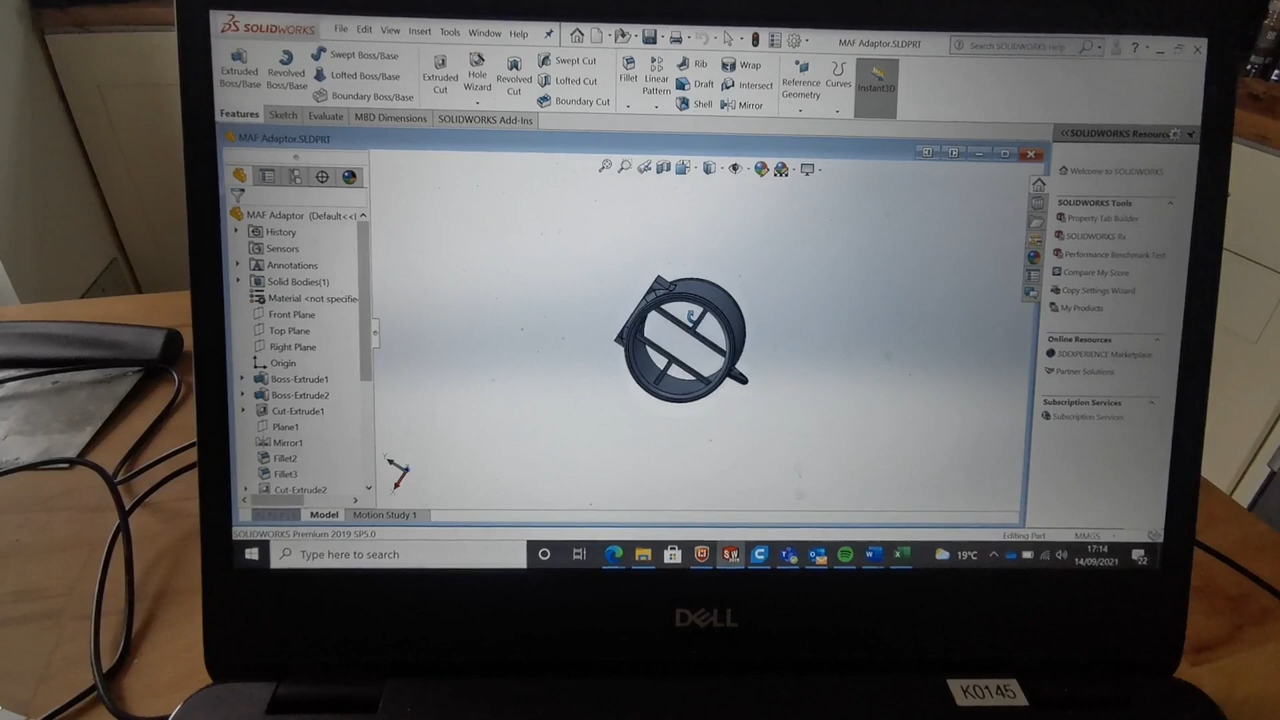 SOLIDWORKS File Edit View Insert Tools Window Help MAF Adaptor.SLDPRT Search SOLIDWORKS Help ?
Extruded Boss/Base
Revolved Boss/Base
Swept Boss/Base
Lofted Boss/Base
Boundary Boss/Base
Extruded Cut
Hole Wizard
Revolved Cut
Swept Cut
Lofted Cut
Boundary Cut
Fillet
Linear Pattern
Rib
Draft
Shell
Wrap
Intersect
Mirror
Reference Geometry
Curves
Instant3D
Features Sketch Evaluate MBD Dimensions SOLIDWORKS Add-Ins
MAF Adaptor.SLDPRT
MAF Adaptor (Default<<
History
Sensors
Annotations
Solid Bodies(1)
Material <not specifie
Front Plane
Top Plane
Right Plane
Origin
Boss-Extrude1
Boss-Extrude2
Cut-Extrude1
Plane1
Mirror1
Fillet2
Fillet3
Cut-Extrude2
Model Motion Study 1
SOLIDWORKS Resourc
Welcome to SOLIDWORKS
SOLIDWORKS Tools
Property Tab Builder
SOLIDWORKS Rx
Performance Benchmark Test
Compare My Score
Copy Settings Wizard
My Products
Online Resources
3DEXPERIENCE Marketplace
Partner Solutions
Subscription Services
Subscription Services
SOLIDWORKS Premium 2019 SP5.0 Editing Part MMGS
Type here to search 19°C 17:14
14/09/2021 22
DELL
K0145